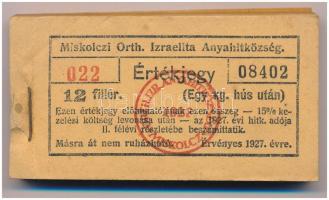 Miskolczi Orth. Izraelita Anyahitközség.
022 Értékjegy 08402
12 fillér. (Egy kg. hús után)
Ezen értékjegy előmutatójának ezen összeg — 15% ke-
zelési költség levonása után — az 1927. évi hitk. adója
II. félévi részletébe beszámittatik.
Másra át nem ruházható. Érvényes 1927. évre.